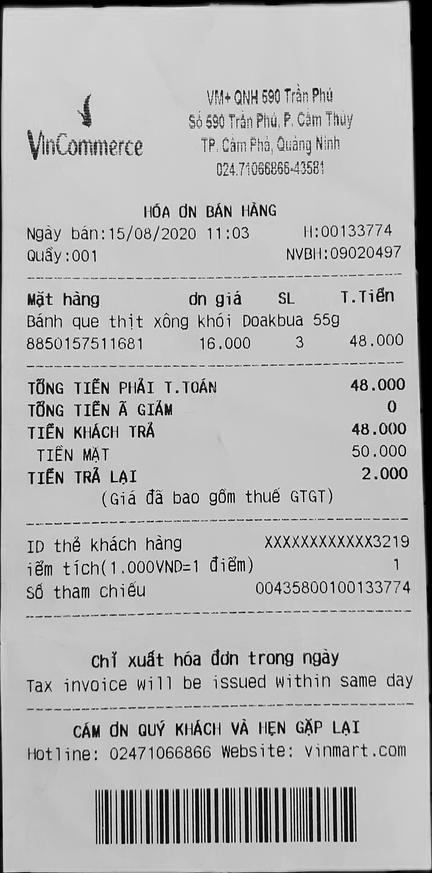 VinCommerce
VM+ QNH 590 Trần Phú
Số 590 Trần Phú, P. Cẩm Thủy
TP. Cẩm Phả, Quảng Ninh
024.71066866-43581
HÓA ƠN BÁN HÀNG
Ngày bán:15/08/2020 11:03 H:00133774
Quầy:001 NVBH:09020497
Mặt hàng ơn giá SL T.Tiền
Bánh que thịt xông khói Doakbua 55g
8850157511681 16.000 3 48.000
TỔNG TIỀN PHẢI T.TOÁN 48.000
TỔNG TIỀN Ã GIẢM 0
TIỀN KHÁCH TRẢ 48.000
TIỀN MẶT 50.000
TIỀN TRẢ LẠI 2.000
(Giá đã bao gồm thuế GTGT)
ID thẻ khách hàng XXXXXXXXXXXX3219
iểm tích(1.000VND=1 điểm) 1
Số tham chiếu 00435800100133774
Chỉ xuất hóa đơn trong ngày
Tax invoice will be issued within same day
CẢM ƠN QUÝ KHÁCH VÀ HẸN GẶP LẠI
Hotline: 02471066866 Website: vinmart.com